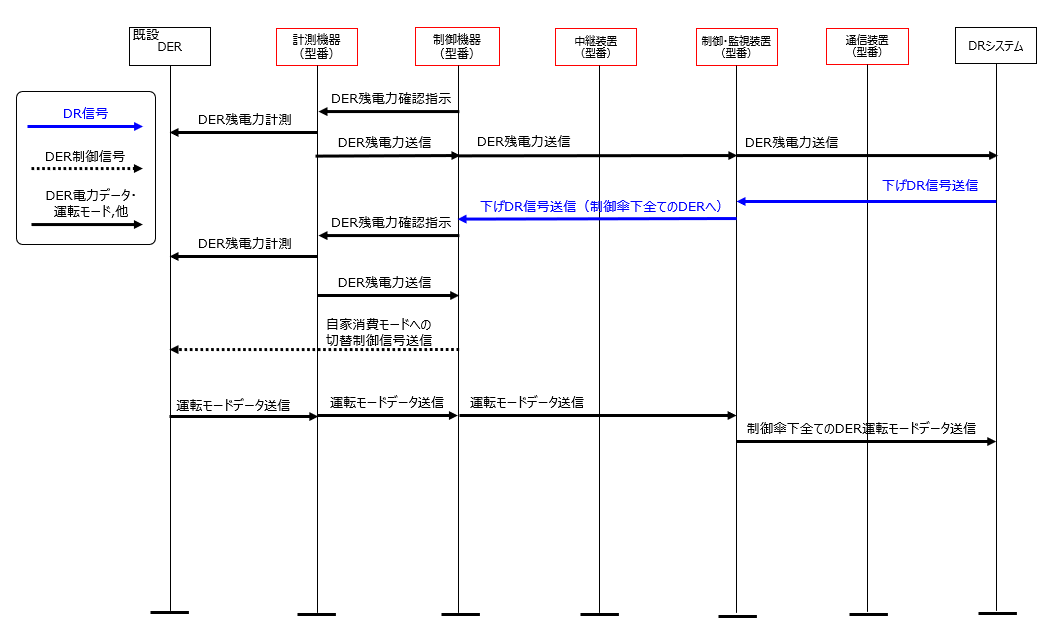 既設
DER
計測機器
（型番）
制御機器
（型番）
中継装置
（型番）
制御・監視装置
（型番）
通信装置
（型番）
DRシステム
DR信号
DER制御信号
DER電力データ・
運転モード,他
DER残電力確認指示
DER残電力計測
DER残電力送信
DER残電力送信
DER残電力送信
下げDR信号送信
下げDR信号送信（制御傘下全てのDERへ）
DER残電力確認指示
DER残電力計測
DER残電力送信
自家消費モードへの
切替制御信号送信
運転モードデータ送信
運転モードデータ送信
運転モードデータ送信
制御傘下全てのDER運転モードデータ送信